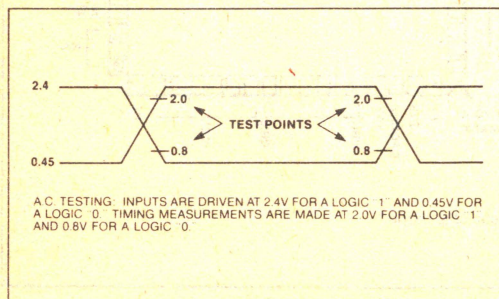 2.4
2.0
2.0
TEST POINTS
0.8
0.8
0.45
A.C. TESTING: INPUTS ARE DRIVEN AT 2.4V FOR A LOGIC "1" AND 0.45V FOR
A LOGIC "0." TIMING MEASUREMENTS ARE MADE AT 2.0V FOR A LOGIC "1"
AND 0.8V FOR A LOGIC "0.